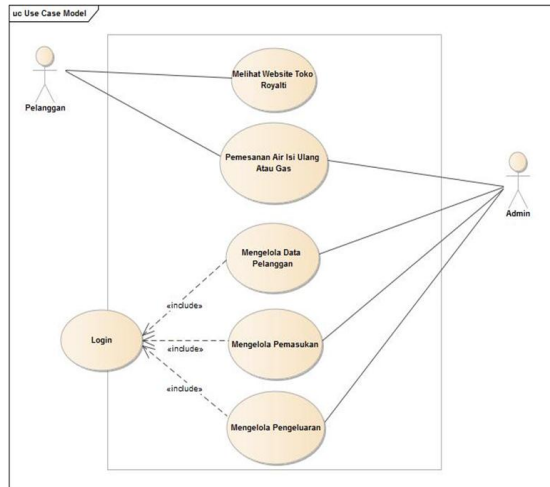 uc Use Case Model
Pelanggan
Melihat Website Toko
Royalti
Pemesanan Air Isi Ulang
Atau Gas
Admin
Mengelola Data
Pelanggan
«include»
Login
«include»
Mengelola Pemasukan
«include»
Mengelola Pengeluaran